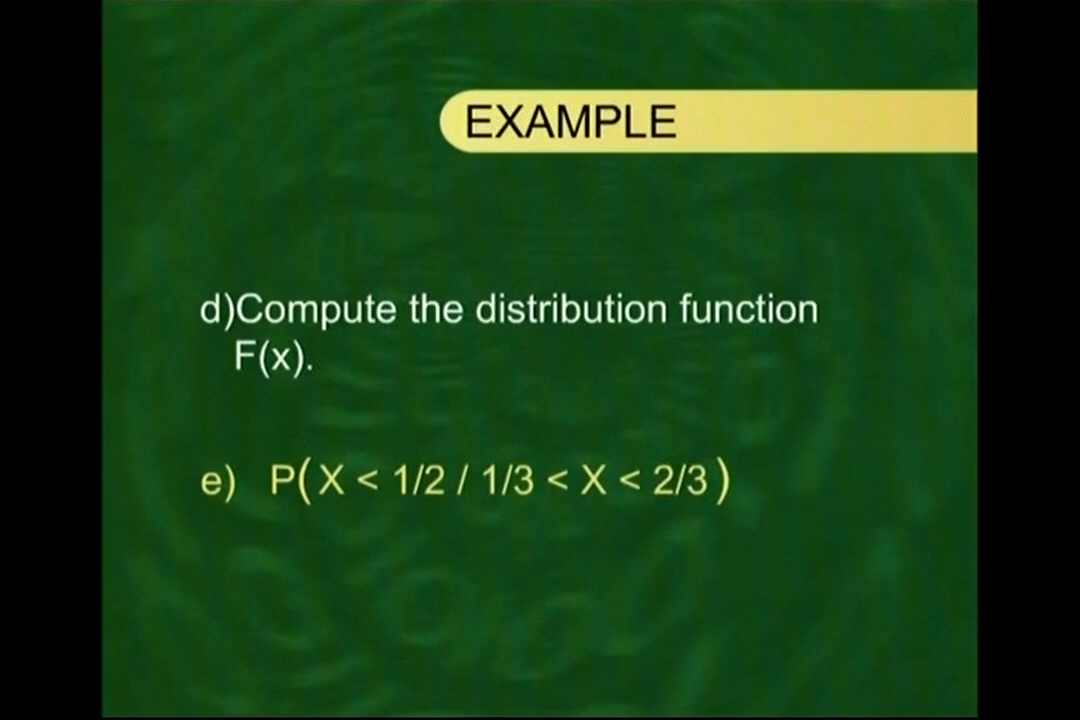 EXAMPLE
d)Compute the distribution function
F(x).
e) P(X < 1/2 / 1/3 < X < 2/3)